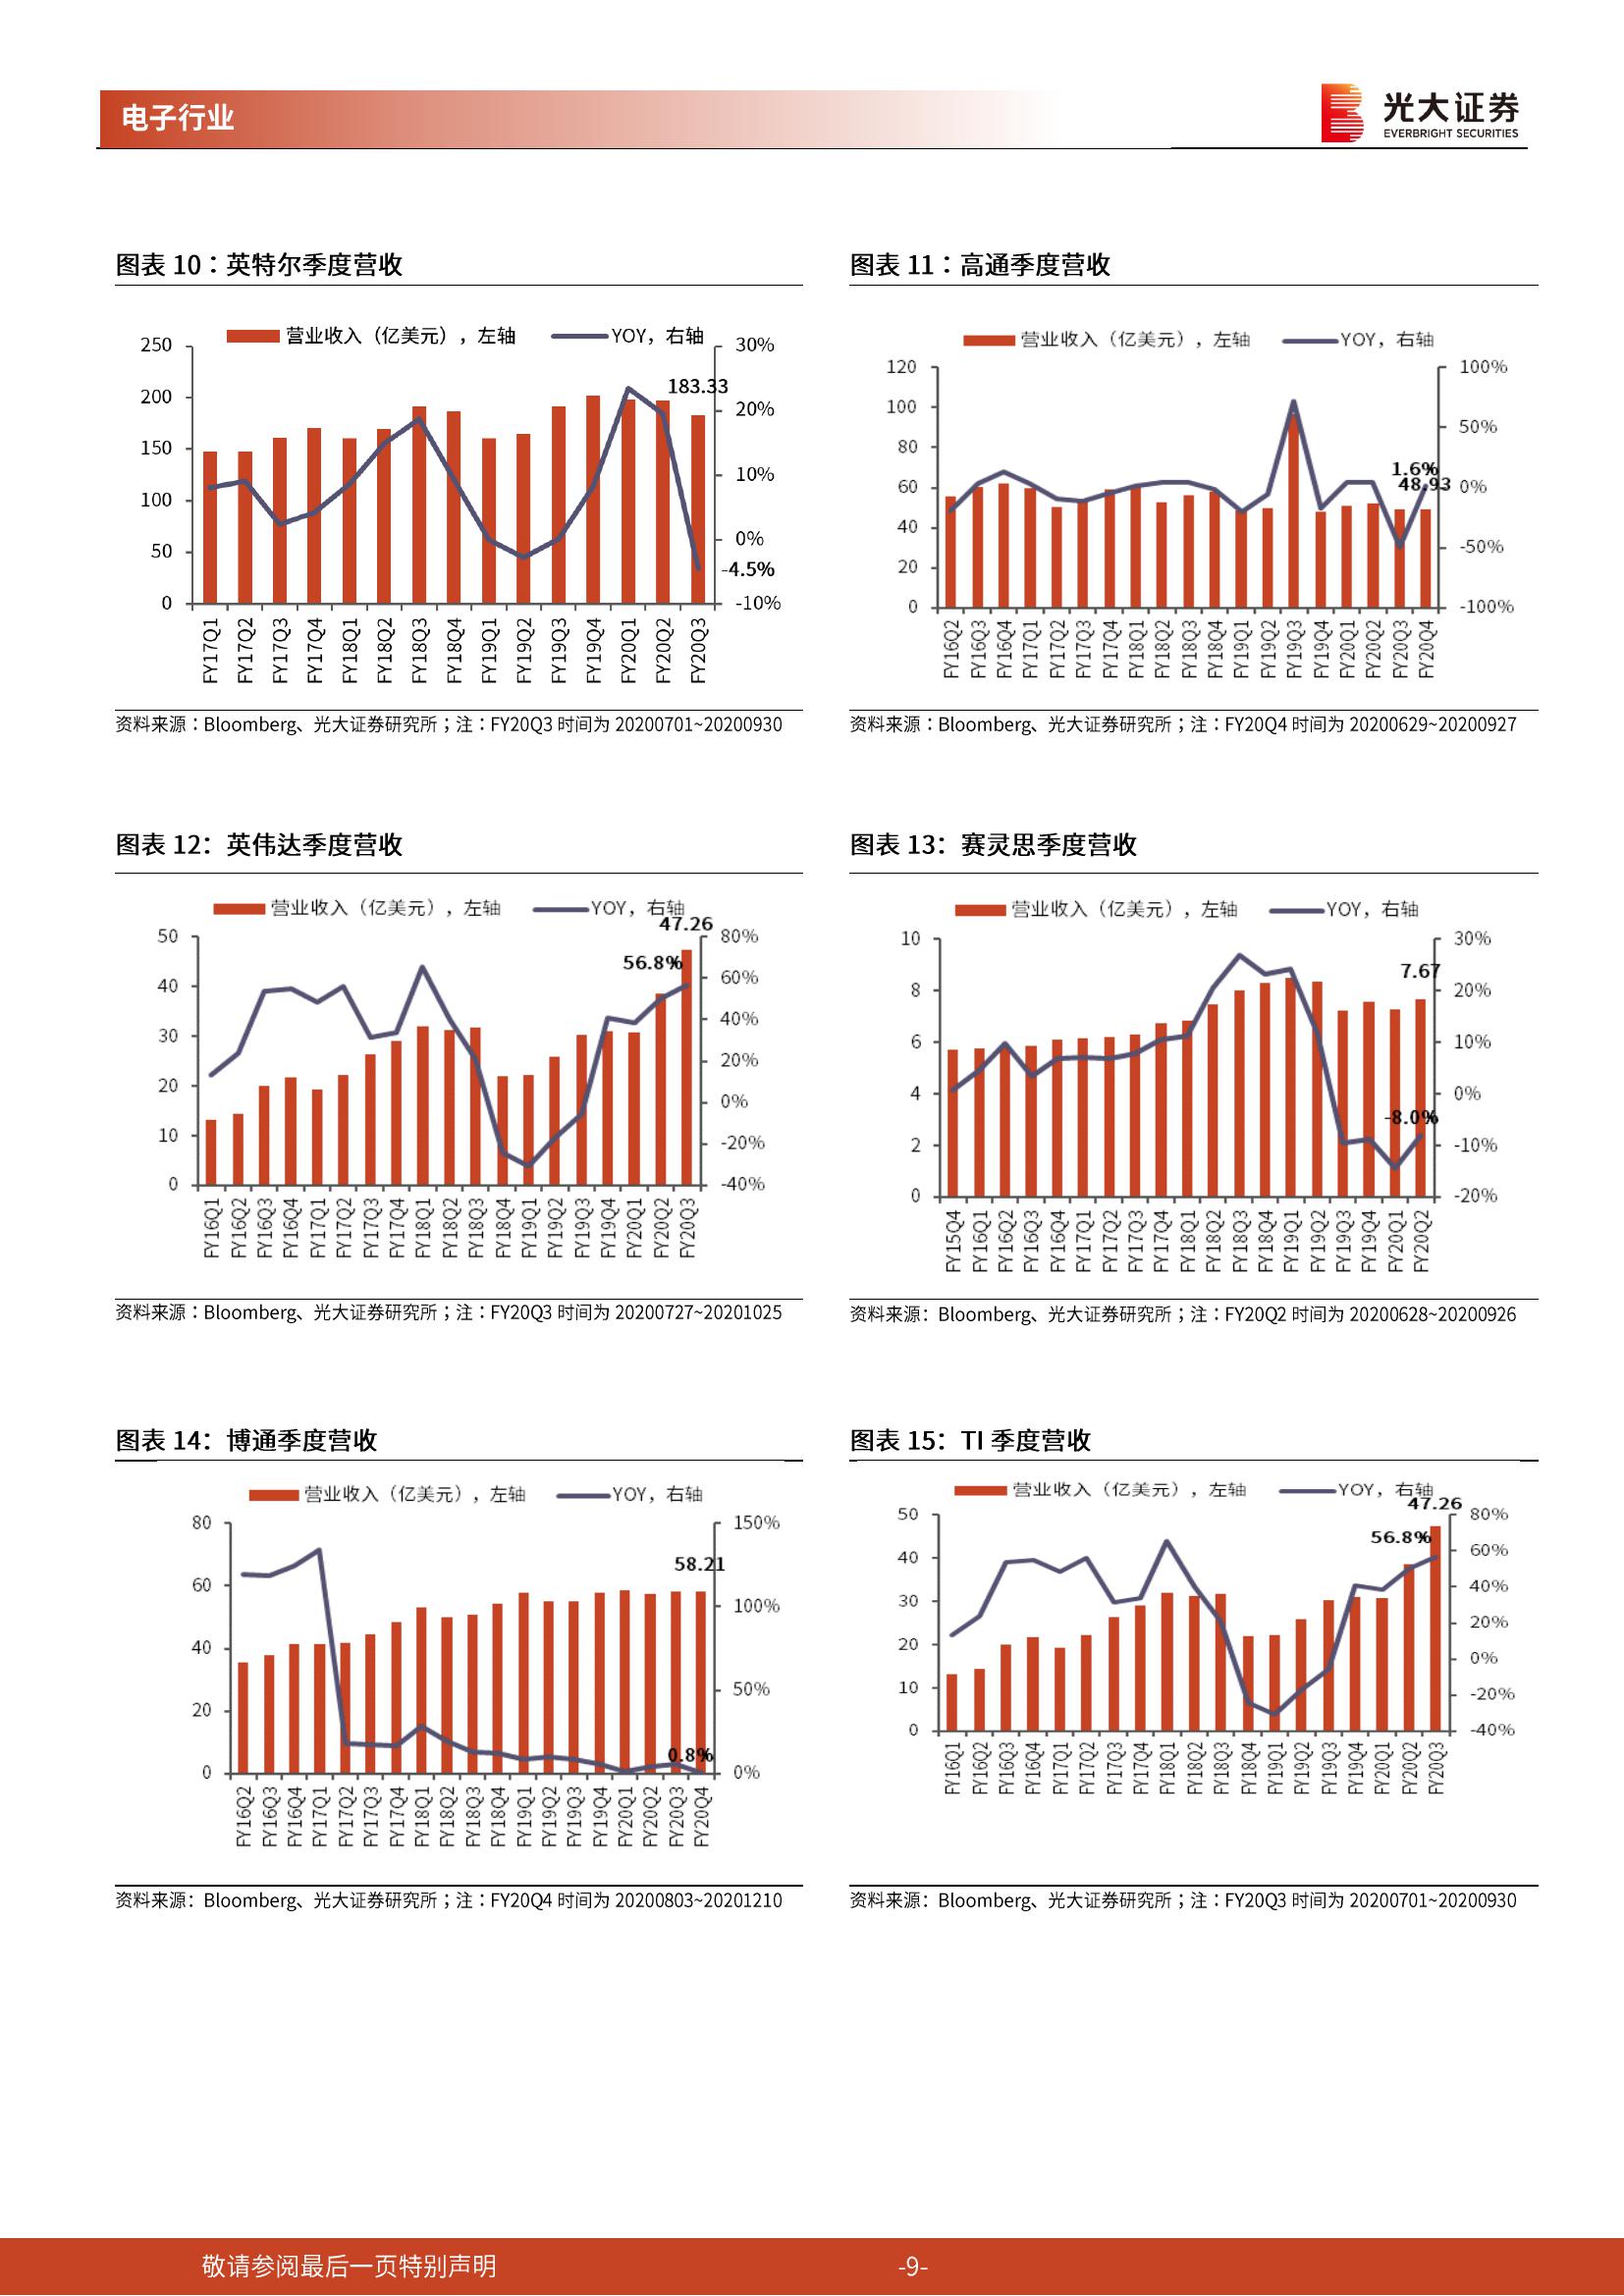 电子行业
光大证券
EVERBRIGHT SECURITIES
图表 10：英特尔季度营收
营业收入（亿美元），左轴 YOY，右轴
250 200 150 100 50 0
30% 20% 10% 0% -10%
183.33
-4.5%
FY17Q1 FY17Q2 FY17Q3 FY17Q4 FY18Q1 FY18Q2 FY18Q3 FY18Q4 FY19Q1 FY19Q2 FY19Q3 FY19Q4 FY20Q1 FY20Q2 FY20Q3
资料来源：Bloomberg、光大证券研究所；注：FY20Q3 时间为 20200701~20200930
图表 11：高通季度营收
营业收入（亿美元），左轴 YOY，右轴
120 100 80 60 40 20 0
100% 50% 0% -50% -100%
1.6%
48.93
FY16Q2 FY16Q3 FY16Q4 FY17Q1 FY17Q2 FY17Q3 FY17Q4 FY18Q1 FY18Q2 FY18Q3 FY18Q4 FY19Q1 FY19Q2 FY19Q3 FY19Q4 FY20Q1 FY20Q2 FY20Q3 FY20Q4
资料来源：Bloomberg、光大证券研究所；注：FY20Q4 时间为 20200629~20200927
图表 12：英伟达季度营收
营业收入（亿美元），左轴 YOY，右轴
50 40 30 20 10 0
80% 60% 40% 20% 0% -20% -40%
47.26
56.8%
FY16Q1 FY16Q2 FY16Q3 FY16Q4 FY17Q1 FY17Q2 FY17Q3 FY17Q4 FY18Q1 FY18Q2 FY18Q3 FY18Q4 FY19Q1 FY19Q2 FY19Q3 FY19Q4 FY20Q1 FY20Q2 FY20Q3
资料来源：Bloomberg、光大证券研究所；注：FY20Q3 时间为 20200727~20201025
图表 13：赛灵思季度营收
营业收入（亿美元），左轴 YOY，右轴
10 8 6 4 2 0
30% 20% 10% 0% -10% -20%
7.67
-8.0%
FY15Q4 FY16Q1 FY16Q2 FY16Q3 FY16Q4 FY17Q1 FY17Q2 FY17Q3 FY17Q4 FY18Q1 FY18Q2 FY18Q3 FY18Q4 FY19Q1 FY19Q2 FY19Q3 FY19Q4 FY20Q1 FY20Q2
资料来源：Bloomberg、光大证券研究所；注：FY20Q2 时间为 20200628~20200926
图表 14：博通季度营收
营业收入（亿美元），左轴 YOY，右轴
80 60 40 20 0
150% 100% 50% 0%
58.21
0.8%
FY16Q2 FY16Q3 FY16Q4 FY17Q1 FY17Q2 FY17Q3 FY17Q4 FY18Q1 FY18Q2 FY18Q3 FY18Q4 FY19Q1 FY19Q2 FY19Q3 FY19Q4 FY20Q1 FY20Q2 FY20Q3 FY20Q4
资料来源：Bloomberg、光大证券研究所；注：FY20Q4 时间为 20200803~20201210
图表 15：TI 季度营收
营业收入（亿美元），左轴 YOY，右轴
50 40 30 20 10 0
80% 60% 40% 20% 0% -20% -40%
47.26
56.8%
FY16Q1 FY16Q2 FY16Q3 FY16Q4 FY17Q1 FY17Q2 FY17Q3 FY17Q4 FY18Q1 FY18Q2 FY18Q3 FY18Q4 FY19Q1 FY19Q2 FY19Q3 FY19Q4 FY20Q1 FY20Q2 FY20Q3
资料来源：Bloomberg、光大证券研究所；注：FY20Q3 时间为 20200701~20200930
敬请参阅最后一页特别声明 -9-